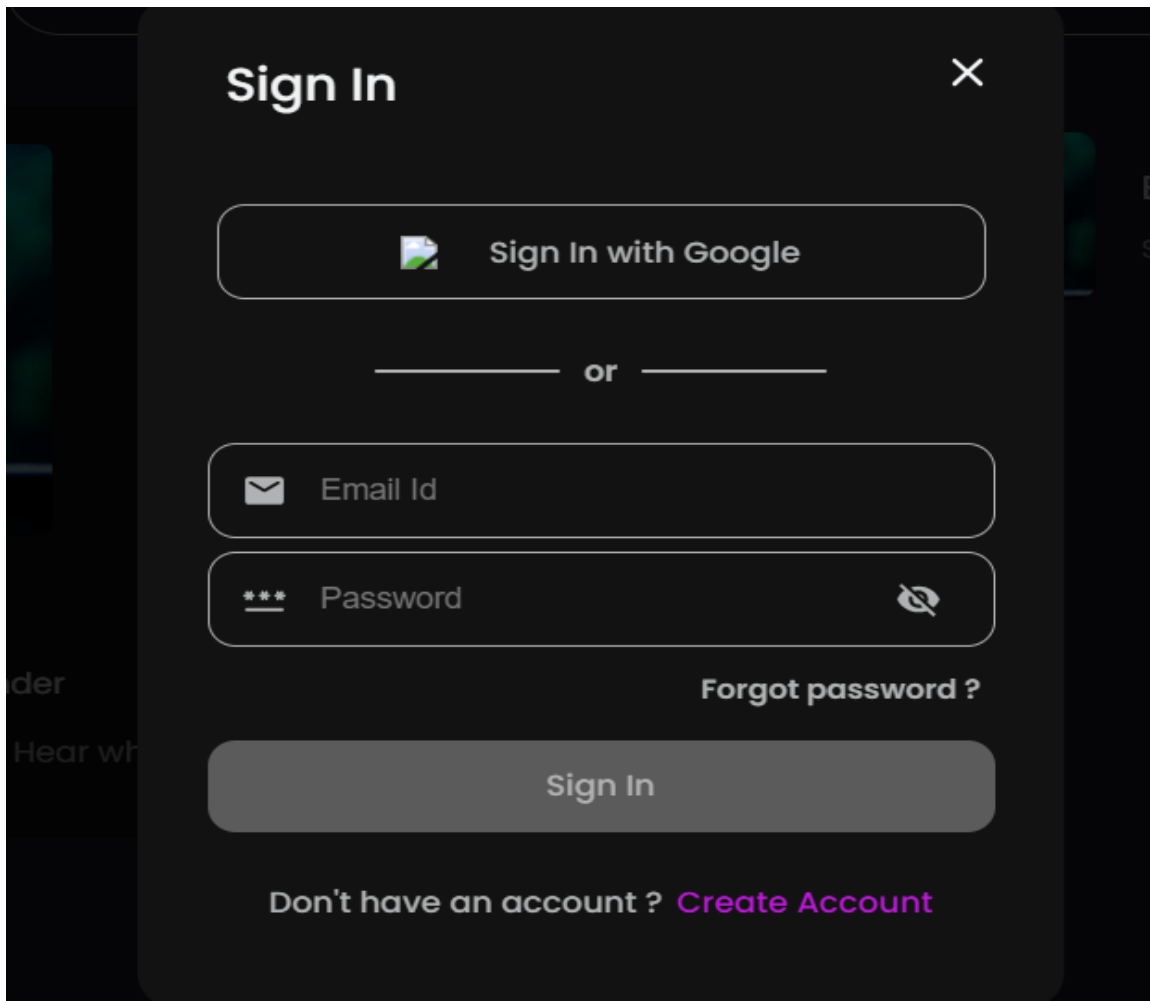 Sign In
Sign In with Google
or
Email Id
Password
Forgot password ?
Sign In
Don't have an account ? Create Account
Hear